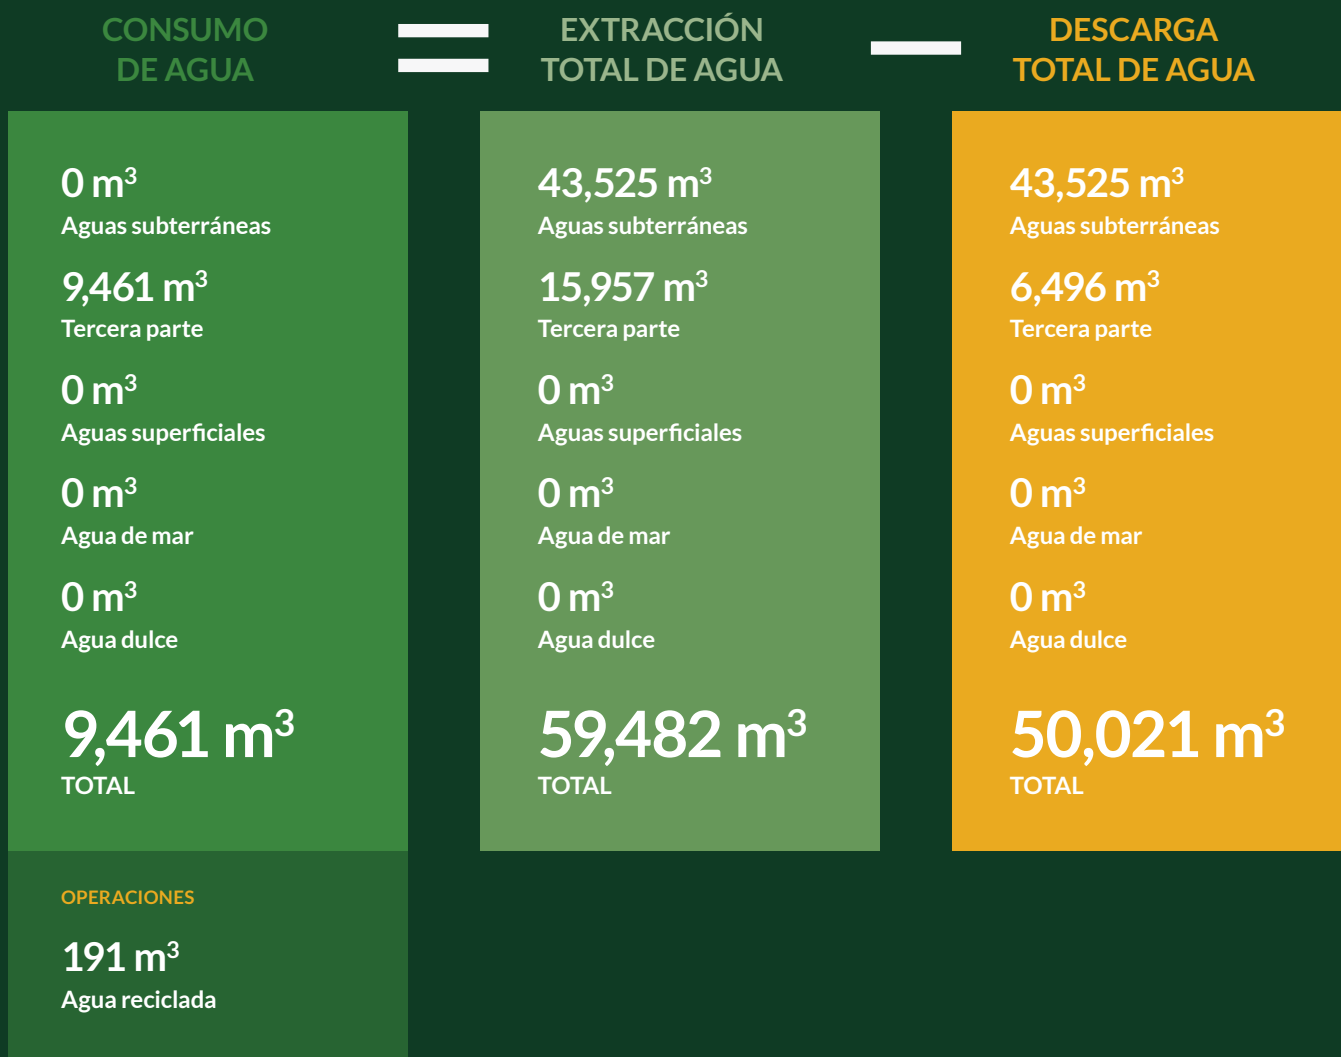 CONSUMO
DE AGUA
EXTRACCIÓN
TOTAL DE AGUA
DESCARGA
TOTAL DE AGUA
0 m³
Aguas subterráneas
9,461 m³
Tercera parte
0 m³
Aguas superficiales
0 m³
Agua de mar
0 m³
Agua dulce
9,461 m³
TOTAL
OPERACIONES
191 m³
Agua reciclada
43,525 m³
Aguas subterráneas
15,957 m³
Tercera parte
0 m³
Aguas superficiales
0 m³
Agua de mar
0 m³
Agua dulce
59,482 m³
TOTAL
43,525 m³
Aguas subterráneas
6,496 m³
Tercera parte
0 m³
Aguas superficiales
0 m³
Agua de mar
0 m³
Agua dulce
50,021 m³
TOTAL